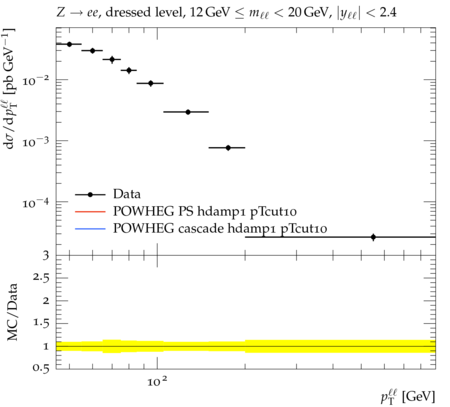 Z → ee, dressed level, 12 GeV ≤ mℓℓ < 20 GeV, |yℓℓ| < 2.4
dσ/dpTℓℓ [pb GeV−1]
10−2
10−3
10−4
Data
POWHEG PS hdamp1 pTcut10
POWHEG cascade hdamp1 pTcut10
MC/Data
3
2.5
2
1.5
1
0.5
10 2
pTℓℓ [GeV]